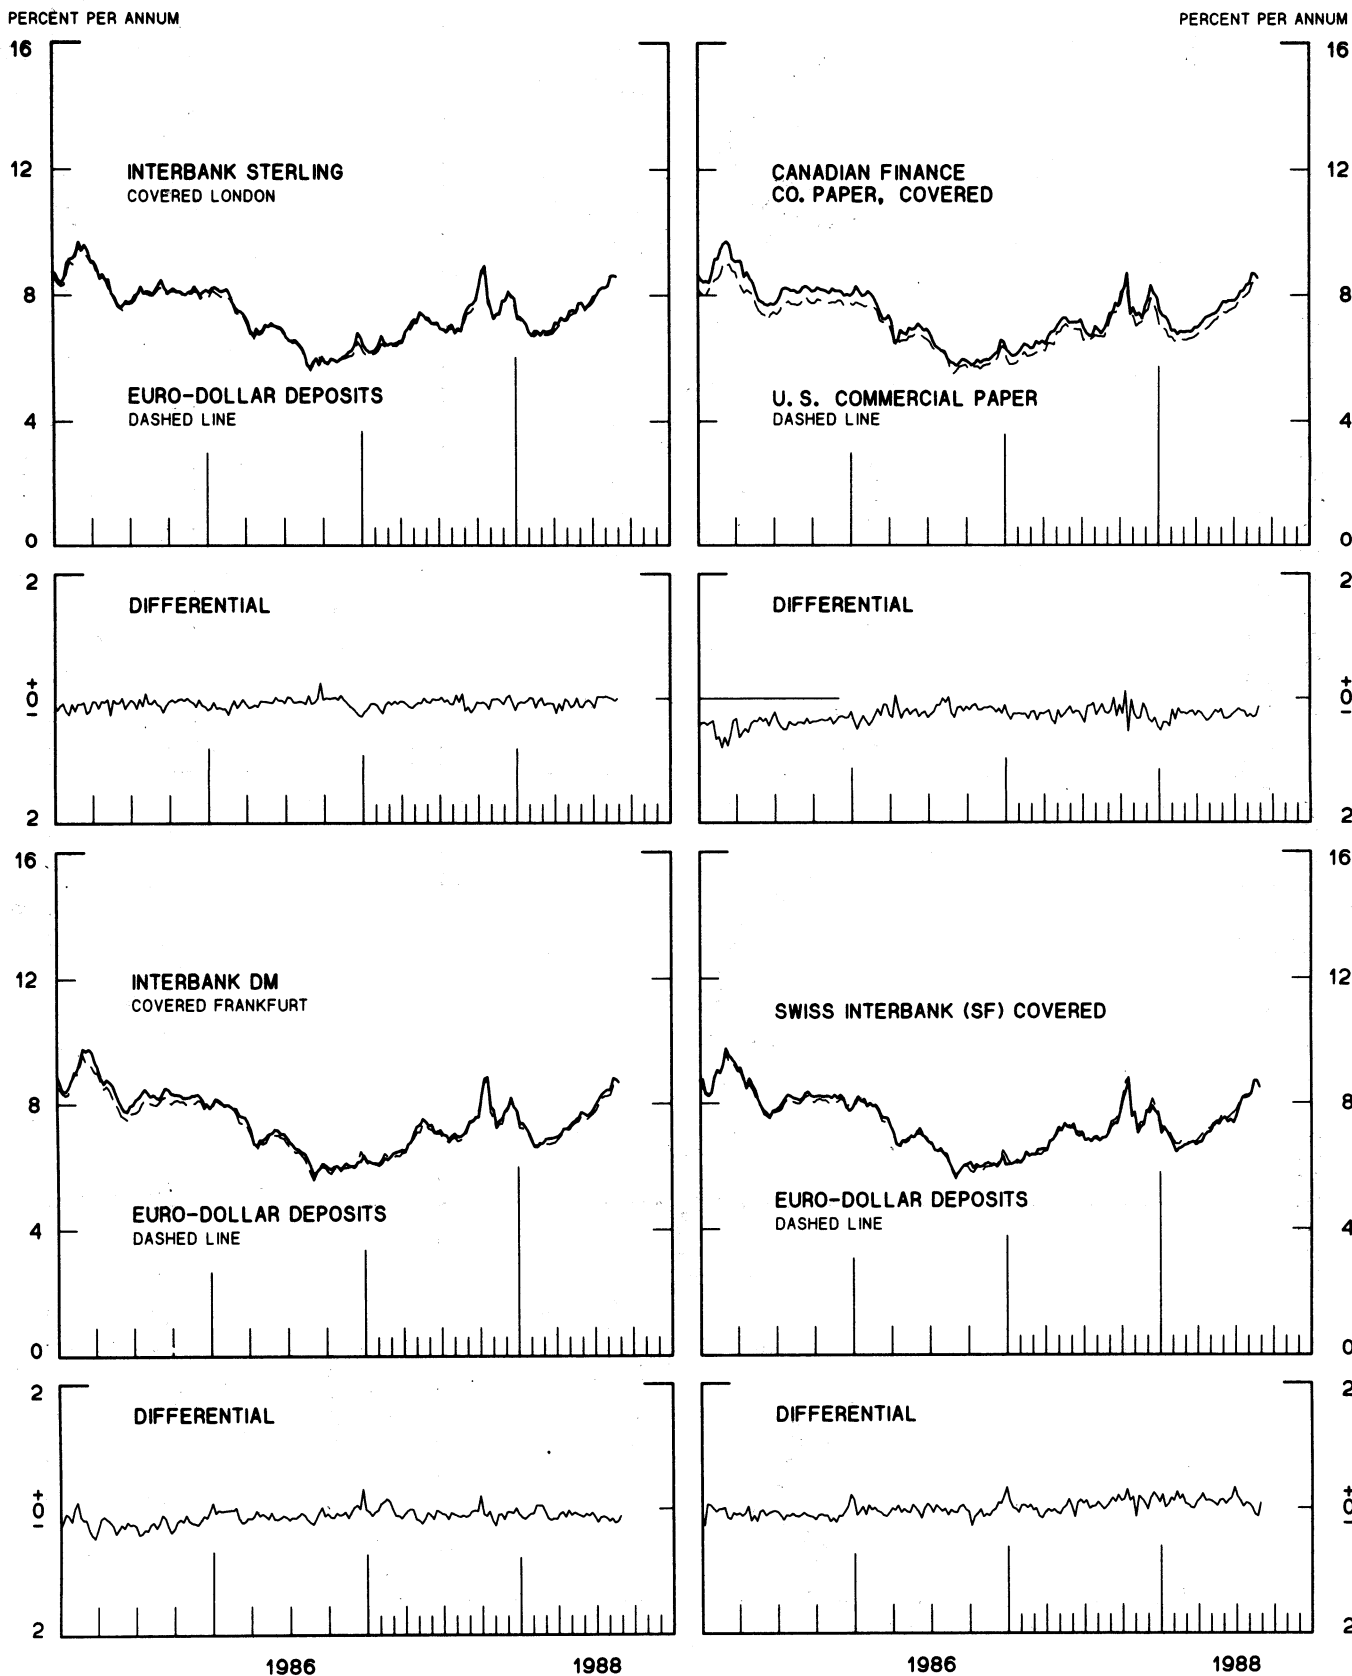 PERCENT PER ANNUM
PERCENT PER ANNUM
16
12
8
4
0
INTERBANK STERLING
COVERED LONDON
EURO-DOLLAR DEPOSITS
DASHED LINE
CANADIAN FINANCE
CO. PAPER, COVERED
U. S. COMMERCIAL PAPER
DASHED LINE
16
12
8
4
0
2
+
0
−
2
DIFFERENTIAL
DIFFERENTIAL
2
+
0
−
2
16
12
8
4
0
INTERBANK DM
COVERED FRANKFURT
EURO-DOLLAR DEPOSITS
DASHED LINE
SWISS INTERBANK (SF) COVERED
EURO-DOLLAR DEPOSITS
DASHED LINE
16
12
8
4
0
2
+
0
−
2
DIFFERENTIAL
DIFFERENTIAL
2
+
0
−
2
1986
1988
1986
1988